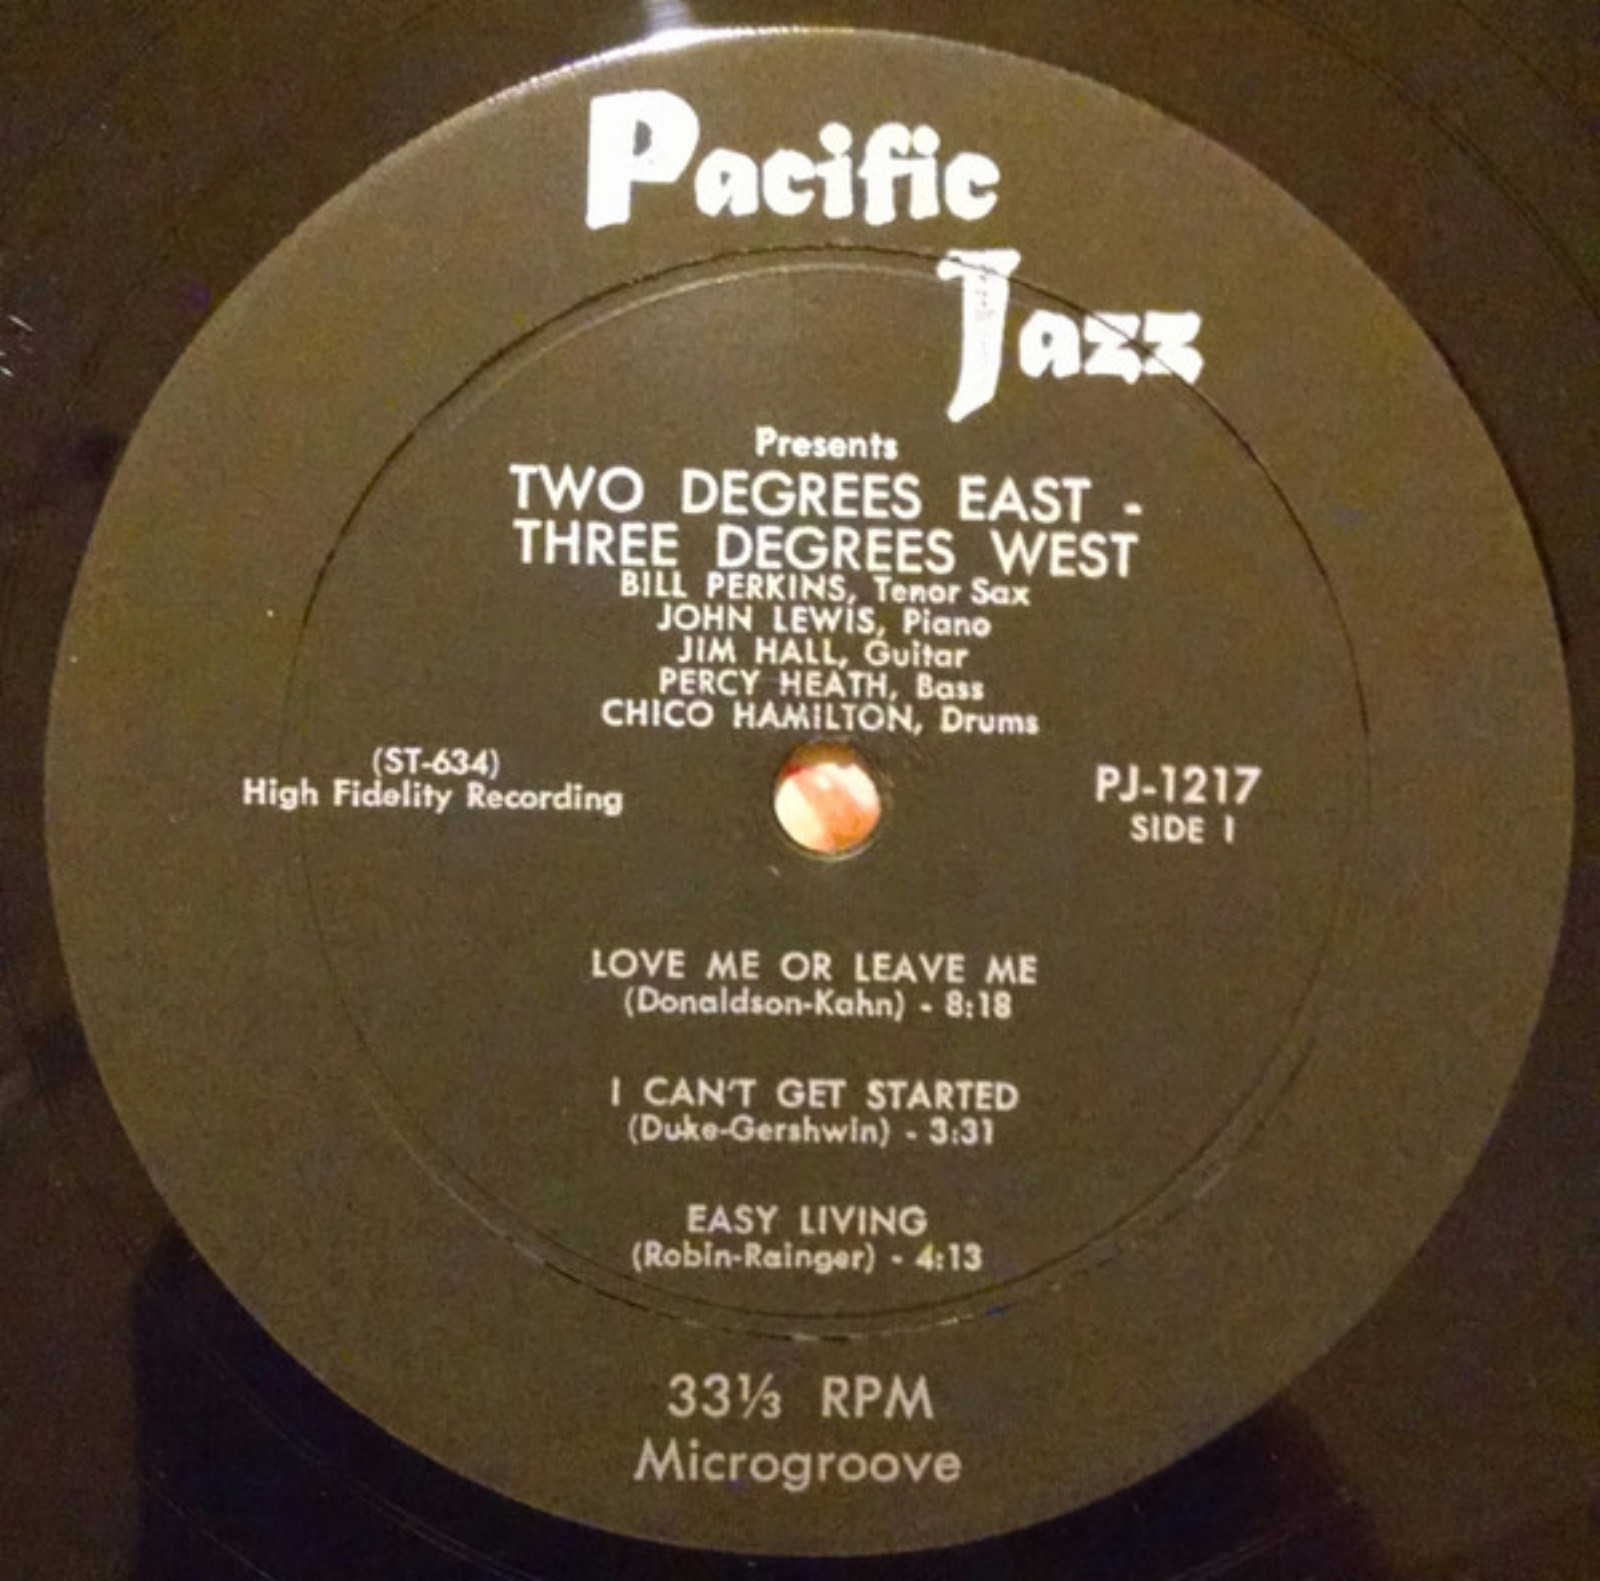 Pacific
Jazz
Presents
TWO DEGREES EAST -
THREE DEGREES WEST
BILL PERKINS, Tenor Sax
JOHN LEWIS, Piano
JIM HALL, Guitar
PERCY HEATH, Bass
CHICO HAMILTON, Drums
(ST-634)
High Fidelity Recording
PJ-1217
SIDE 1
LOVE ME OR LEAVE ME
(Donaldson-Kahn) - 8:18
I CAN'T GET STARTED
(Duke-Gershwin) - 3:31
EASY LIVING
(Robin-Rainger) - 4:13
33⅓ RPM
Microgroove